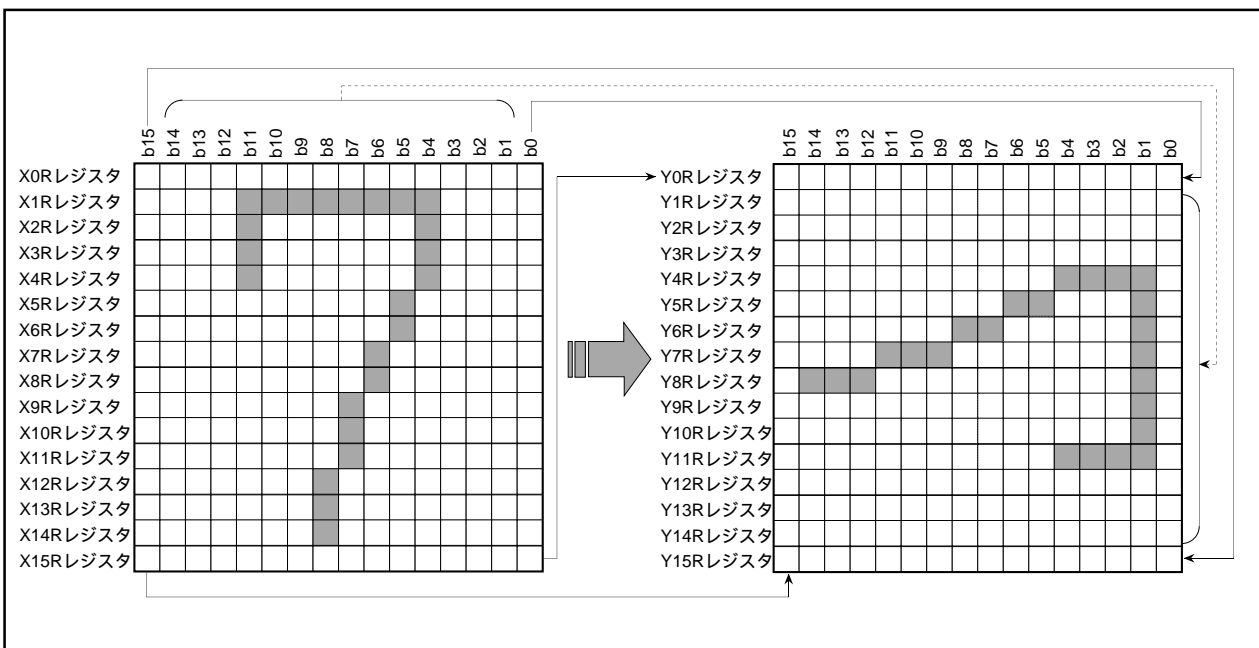 b15 b14 b13 b12 b11 b10 b9 b8 b7 b6 b5 b4 b3 b2 b1 b0
X0Rレジスタ
X1Rレジスタ
X2Rレジスタ
X3Rレジスタ
X4Rレジスタ
X5Rレジスタ
X6Rレジスタ
X7Rレジスタ
X8Rレジスタ
X9Rレジスタ
X10Rレジスタ
X11Rレジスタ
X12Rレジスタ
X13Rレジスタ
X14Rレジスタ
X15Rレジスタ
b15 b14 b13 b12 b11 b10 b9 b8 b7 b6 b5 b4 b3 b2 b1 b0
Y0Rレジスタ
Y1Rレジスタ
Y2Rレジスタ
Y3Rレジスタ
Y4Rレジスタ
Y5Rレジスタ
Y6Rレジスタ
Y7Rレジスタ
Y8Rレジスタ
Y9Rレジスタ
Y10Rレジスタ
Y11Rレジスタ
Y12Rレジスタ
Y13Rレジスタ
Y14Rレジスタ
Y15Rレジスタ